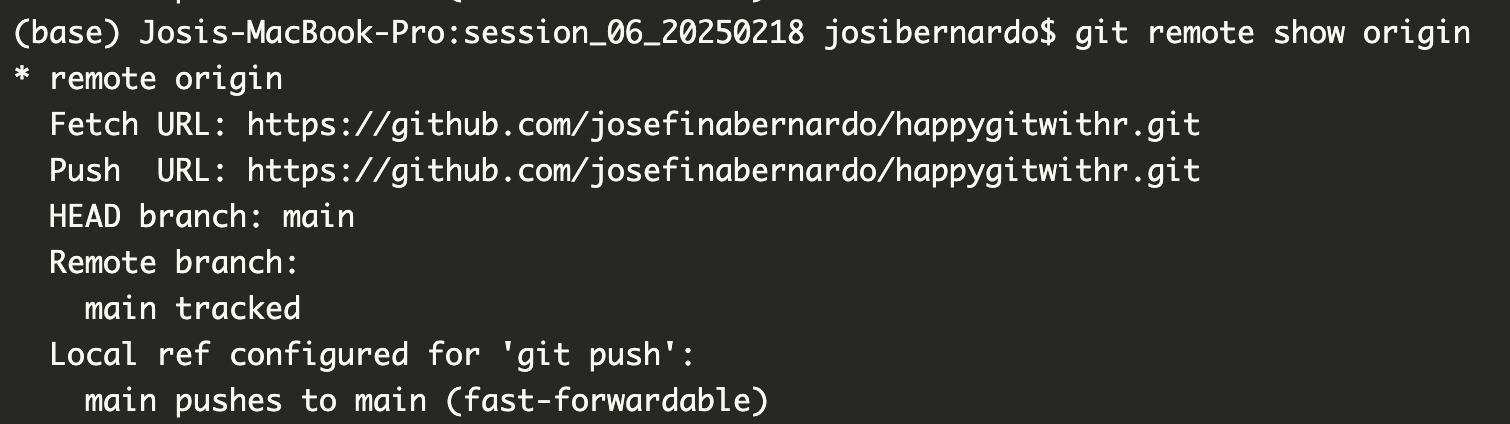 (base) Josis-MacBook-Pro:session_06_20250218 josibernardo$ git remote show origin
* remote origin
  Fetch URL: https://github.com/josefinabernardo/happygitwithr.git
  Push  URL: https://github.com/josefinabernardo/happygitwithr.git
  HEAD branch: main
  Remote branch:
    main tracked
  Local ref configured for 'git push':
    main pushes to main (fast-forwardable)